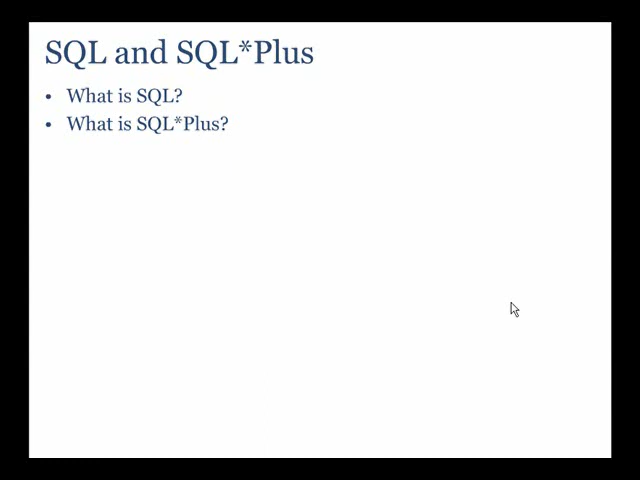 SQL and SQL*Plus
• What is SQL?
• What is SQL*Plus?